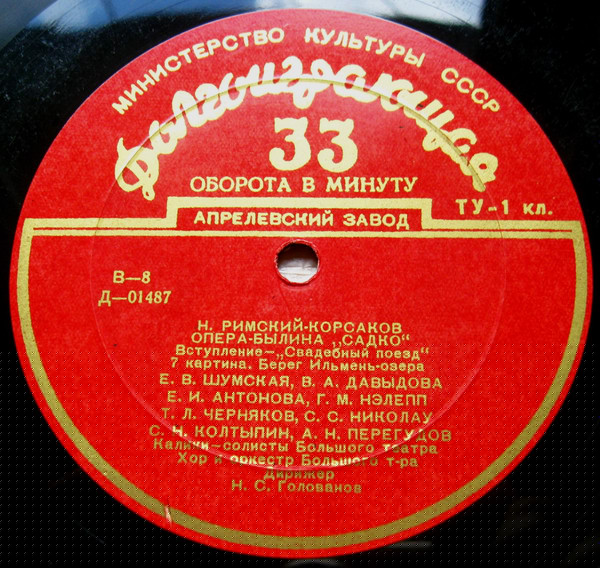 МИНИСТЕРСТВО КУЛЬТУРЫ СССР
Долгоиграющая
33
ОБОРОТА В МИНУТУ
ТУ-1 кл.
АПРЕЛЕВСКИЙ ЗАВОД
В—8
Д—01487
Н. РИМСКИЙ-КОРСАКОВ
ОПЕРА-БЫЛИНА „САДКО“
Вступление—„Свадебный поезд“
7 картина. Берег Ильмень-озера
Е. В. ШУМСКАЯ, В. А. ДАВЫДОВА
Е. И. АНТОНОВА, Г. М. НЭЛЕПП
Т. Л. ЧЕРНЯКОВ, С. С. НИКОЛАУ
С. Н. КОЛТЫПИН, А. Н. ПЕРЕГУДОВ
Калики—солисты Большого театра
Хор и оркестр Большого т-ра
Дирижер
Н. С. Голованов